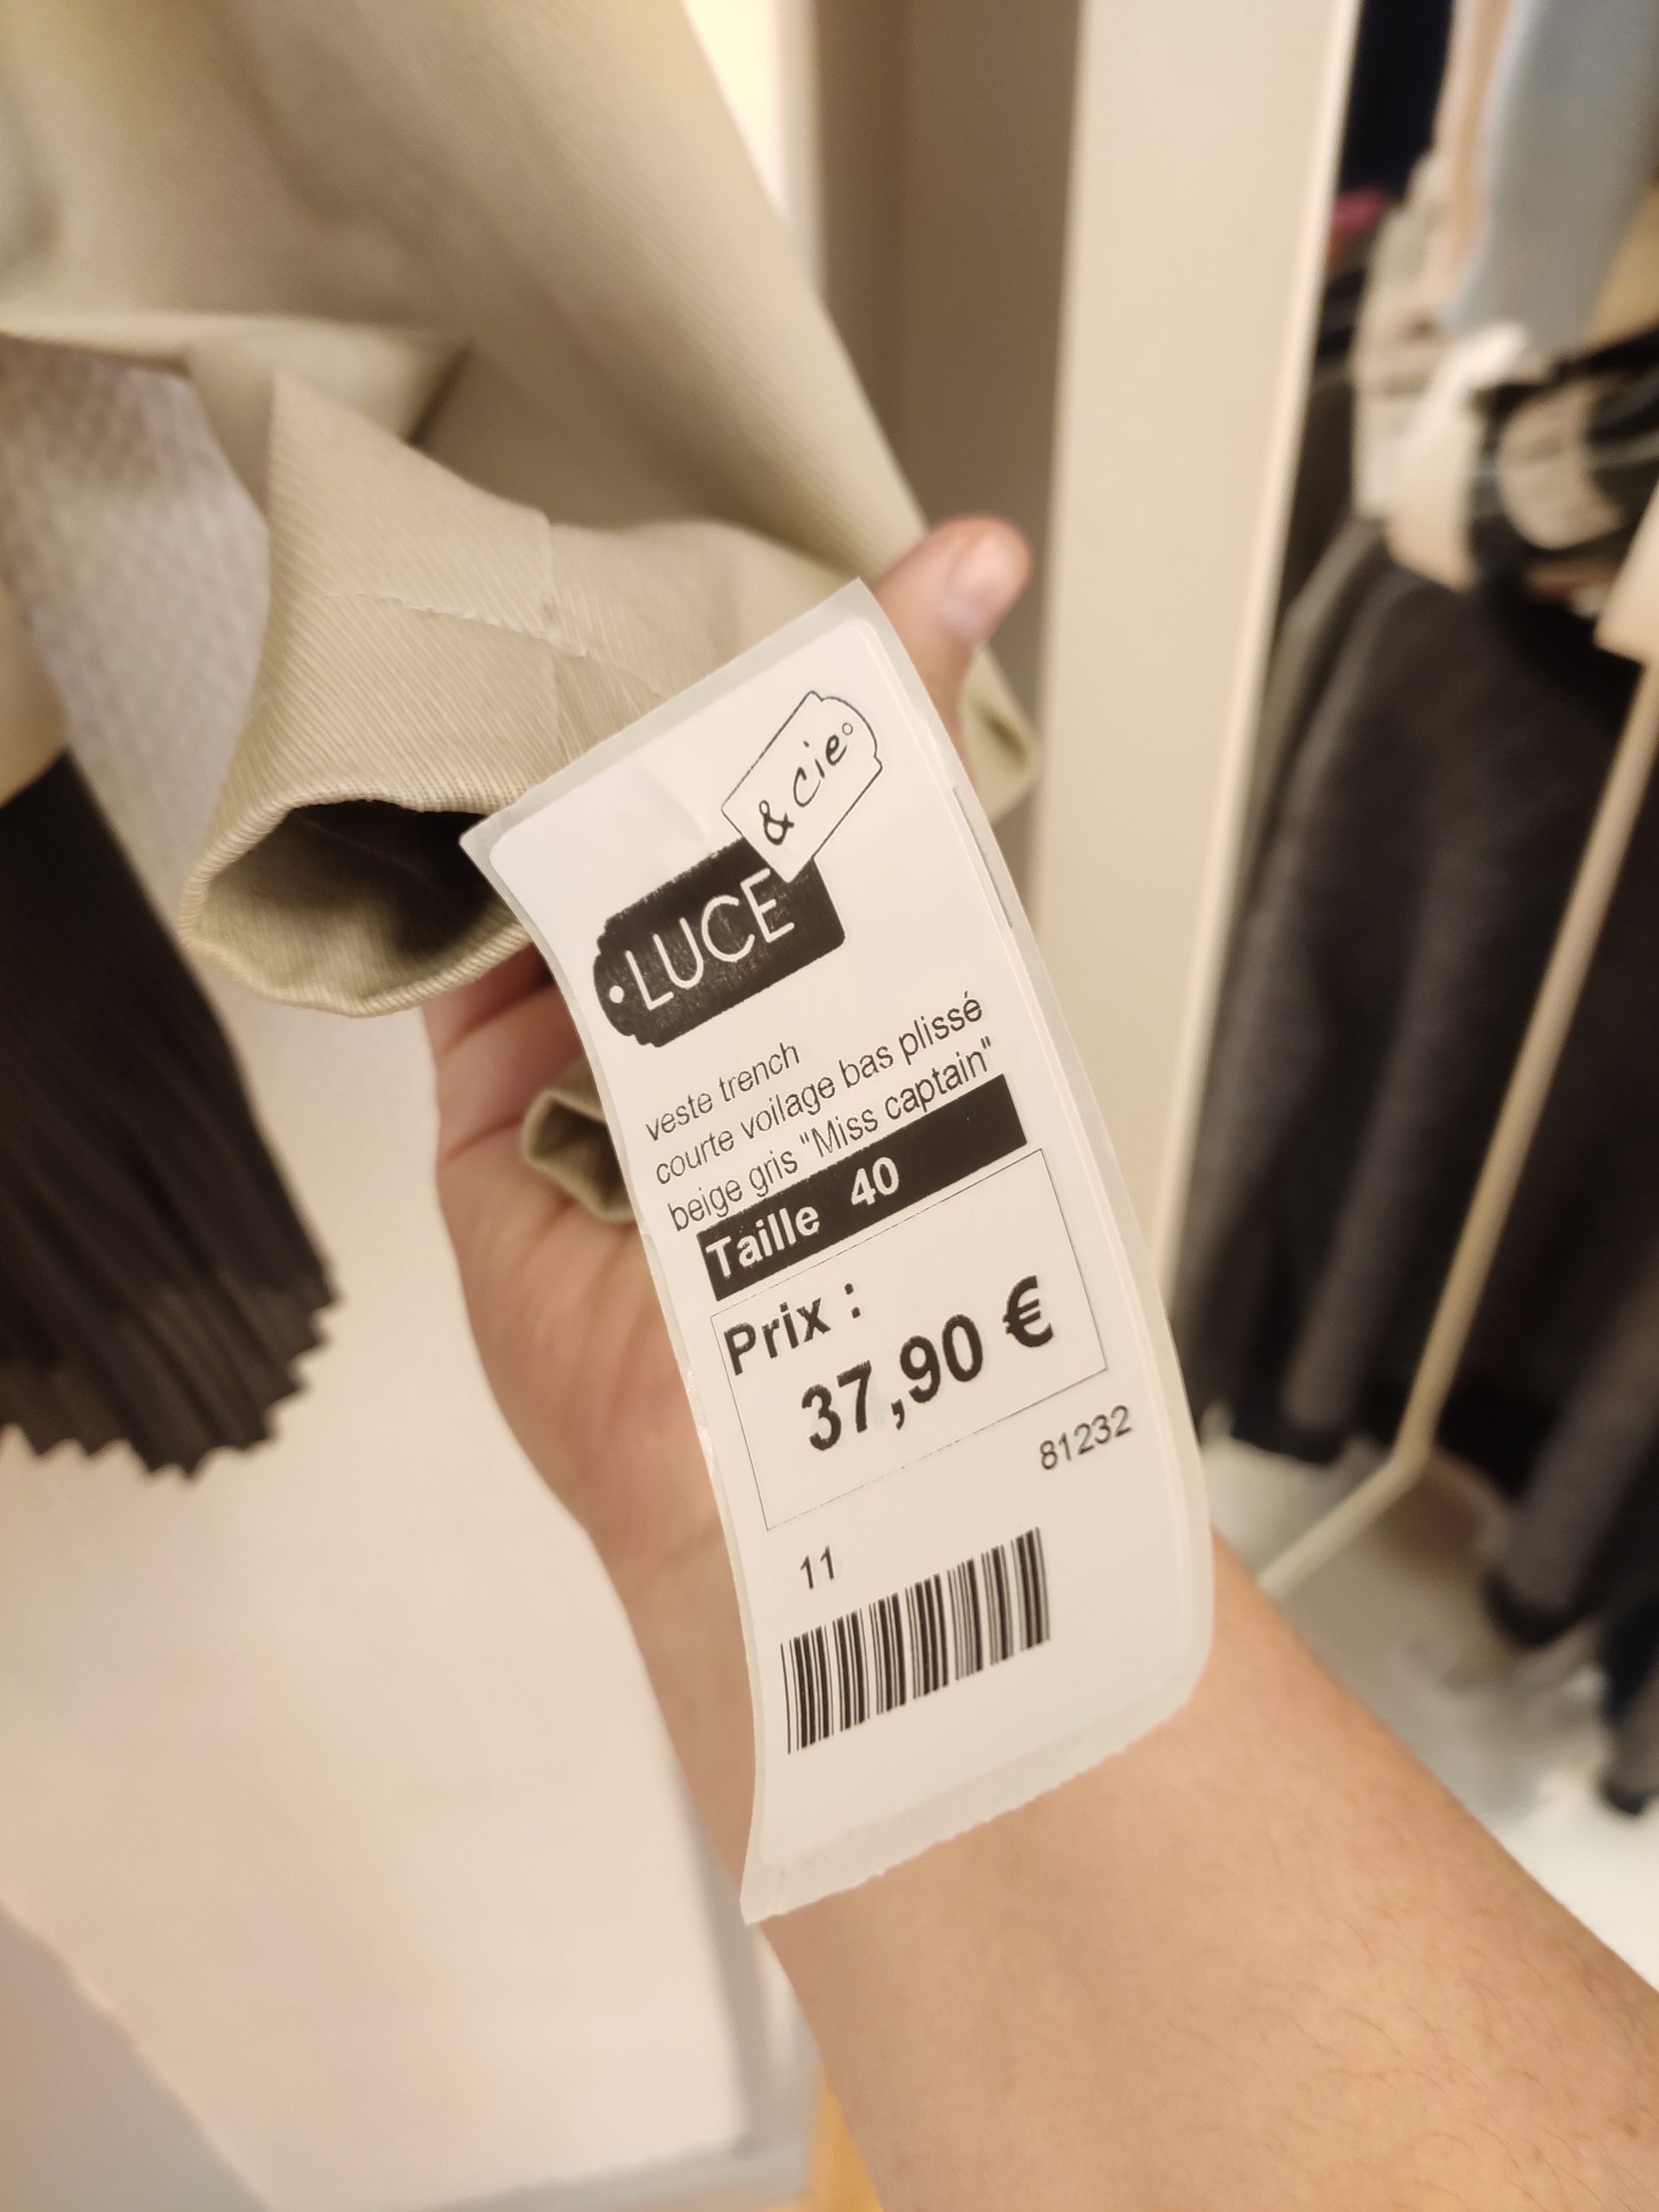 & cie
LUCE
veste trench
courte voilage bas plissé
beige gris "Miss captain"
Taille 40
Prix :
37,90 €
81232
11